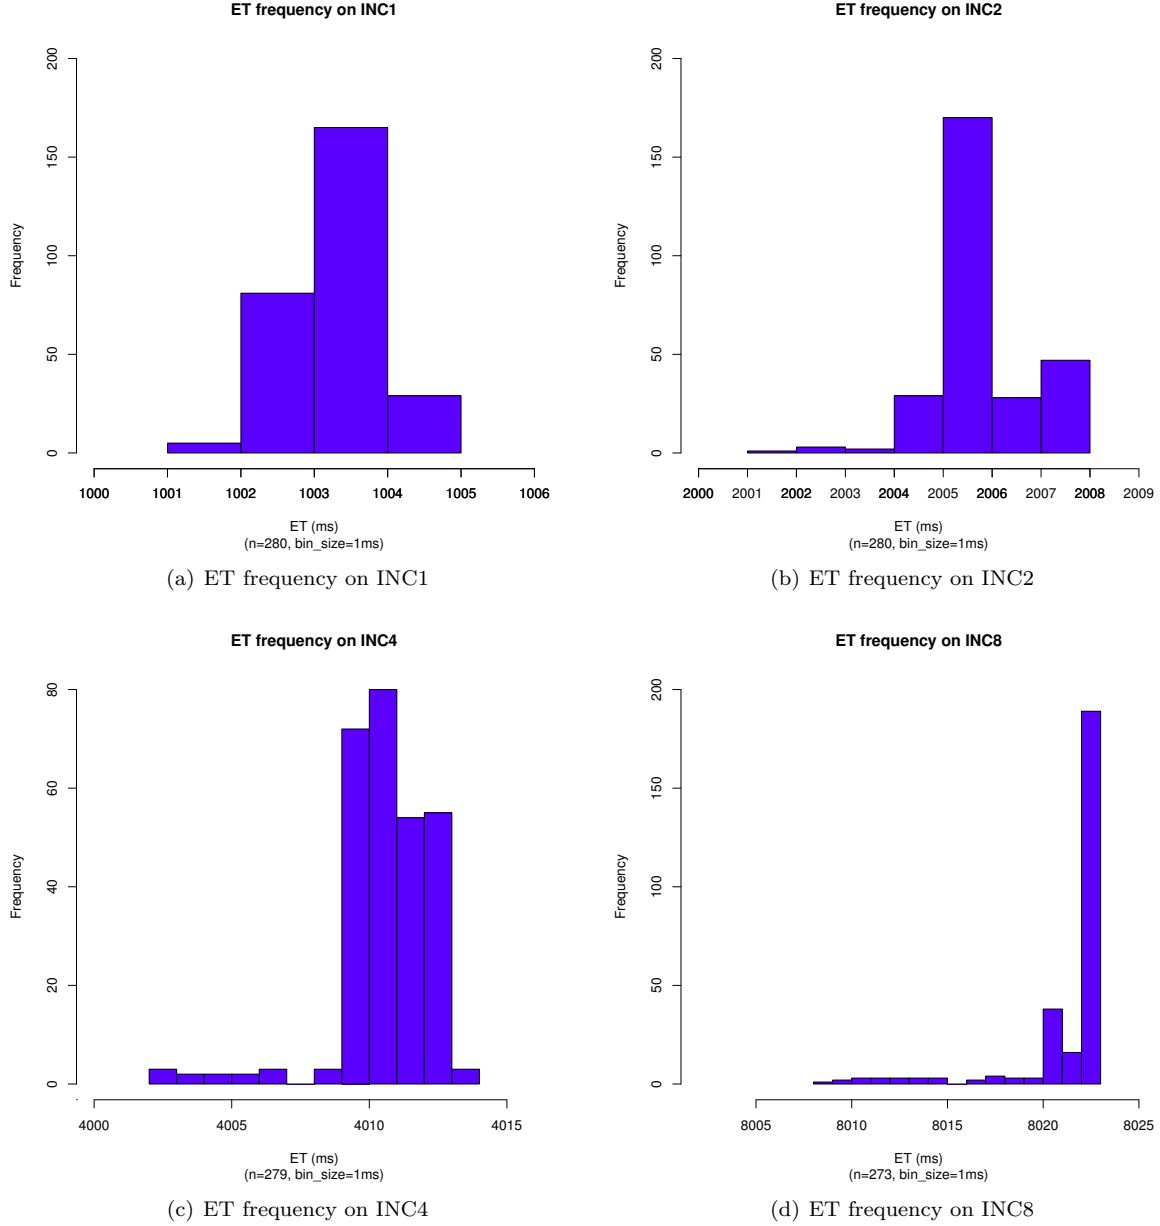 ET frequency on INC1
200
150
100
50
0
Frequency
1000 1001 1002 1003 1004 1005 1006
ET (ms)
(n=280, bin_size=1ms)
(a) ET frequency on INC1
ET frequency on INC2
200
150
100
50
0
Frequency
2000 2001 2002 2003 2004 2005 2006 2007 2008 2009
ET (ms)
(n=280, bin_size=1ms)
(b) ET frequency on INC2
ET frequency on INC4
80
60
40
20
0
Frequency
4000 4005 4010 4015
ET (ms)
(n=279, bin_size=1ms)
(c) ET frequency on INC4
ET frequency on INC8
200
150
100
50
0
Frequency
8005 8010 8015 8020 8025
ET (ms)
(n=273, bin_size=1ms)
(d) ET frequency on INC8